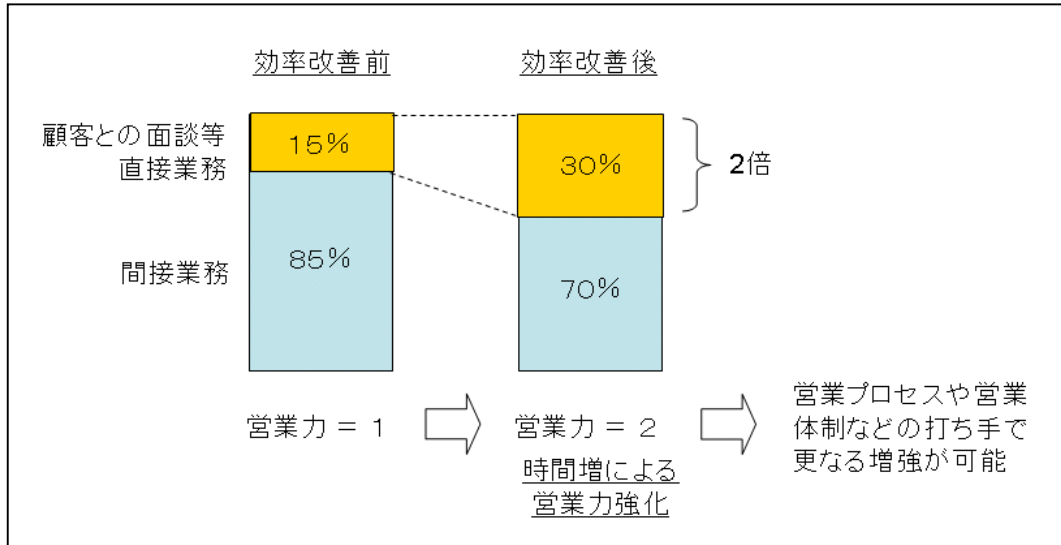 効率改善前
効率改善後
顧客との面談等
直接業務
15%
30%
2倍
間接業務
85%
70%
営業力 = 1
営業力 = 2
時間増による
営業力強化
営業プロセスや営業
体制などの打ち手で
更なる増強が可能